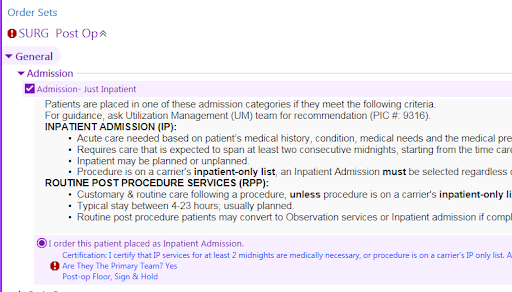 Order Sets
SURG Post Op
General
Admission
Admission- Just Inpatient
Patients are placed in one of these admission categories if they meet the following criteria.
For guidance, ask Utilization Management (UM) team for recommendation (PIC #: 9316).
INPATIENT ADMISSION (IP):
• Acute care needed based on patient's medical history, condition, medical needs and the medical pre
• Requires care that is expected to span at least two consecutive midnights, starting from the time care
• Inpatient may be planned or unplanned.
• Procedure is on a carrier's inpatient-only list, an Inpatient Admission must be selected regardless
ROUTINE POST PROCEDURE SERVICES (RPP):
• Customary & routine care following a procedure, unless procedure is on a carrier's inpatient-only
• Typical stay between 4-23 hours; usually planned.
• Routine post procedure patients may convert to Observation services or Inpatient admission if compl
I order this patient placed as Inpatient Admission.
Certification: I certify that IP services for at least 2 midnights are medically necessary, or procedure is on a carrier's IP only list. A
Are They The Primary Team? Yes
Post-op Floor, Sign & Hold